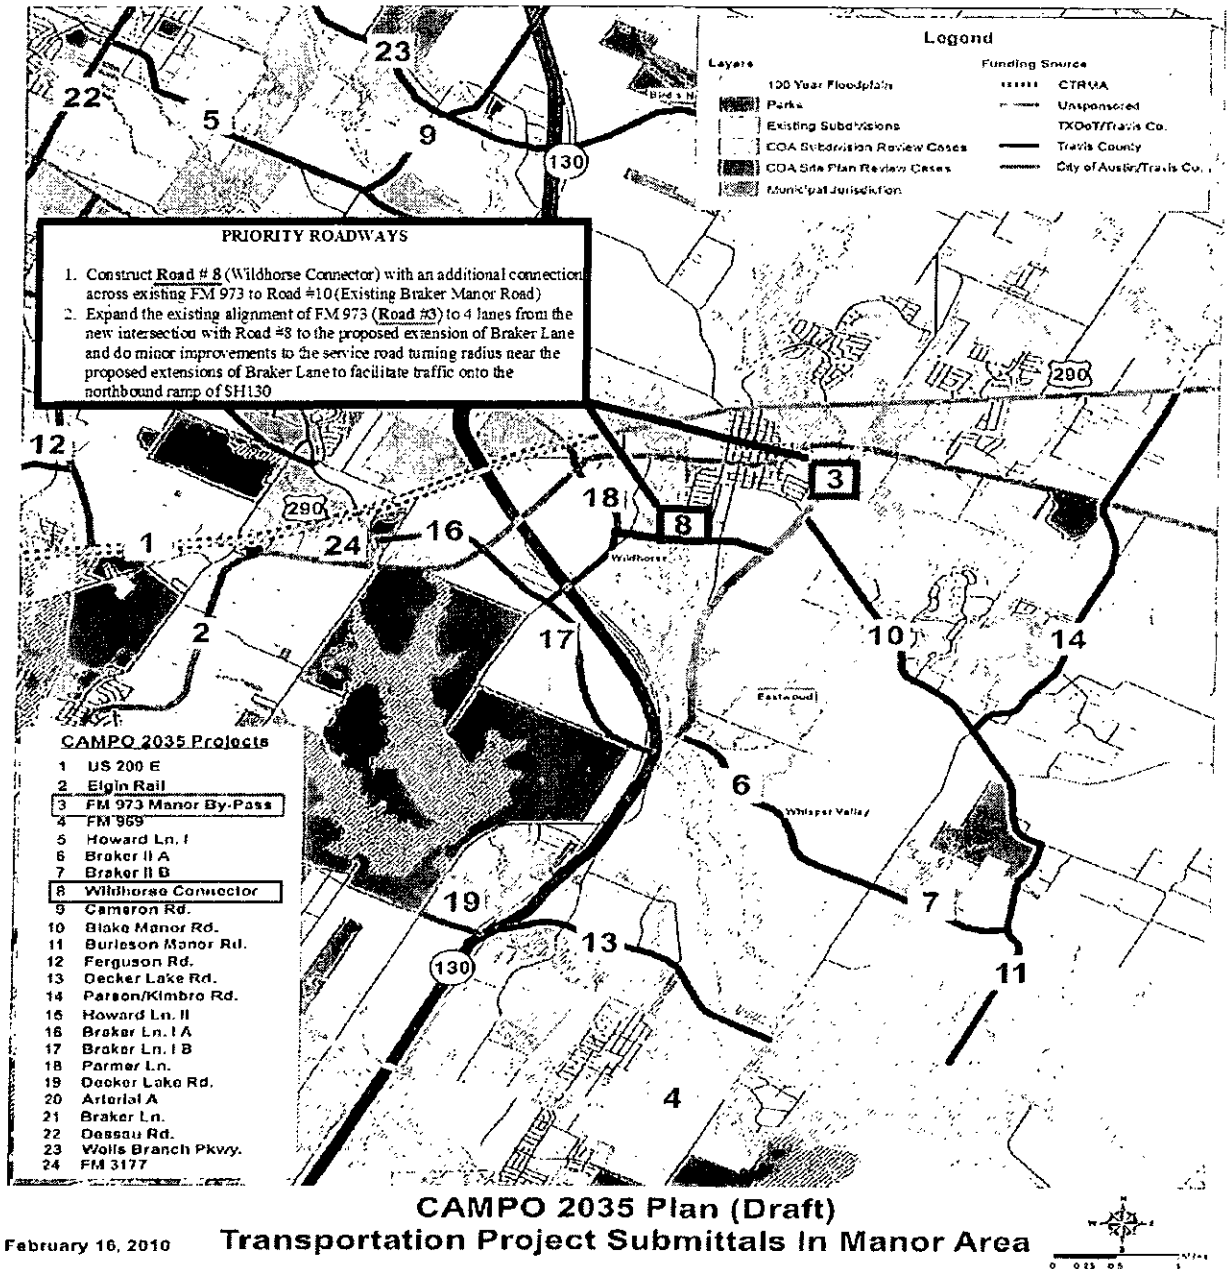 Legend
Layers
Funding Source
100 Year Floodplain
Parks
Existing Subdivisions
COA Subdivision Review Cases
COA Site Plan Review Cases
Municipal Jurisdiction
CTRMA
Unsponsored
TXDoT/Travis Co.
Travis County
City of Austin/Travis Co.
23
22
5
9
130
PRIORITY ROADWAYS
1. Construct Road # 8 (Wildhorse Connector) with an additional connection
across existing FM 973 to Road #10 (Existing Braker Manor Road)
2. Expand the existing alignment of FM 973 (Road #3) to 4 lanes from the
new intersection with Road #8 to the proposed extension of Braker Lane
and do minor improvements to the service road turning radius near the
proposed extensions of Braker Lane to facilitate traffic onto the
northbound ramp of SH130
290
12
3
290
18
8
1
24
16
Wildhorse
2
17
10
14
Eastwood
6
Whisper Valley
CAMPO 2035 Projects
1 US 200 E
2 Elgin Rail
3 FM 973 Manor By-Pass
4 FM 969
5 Howard Ln. I
6 Braker II A
7 Braker II B
8 Wildhorse Connector
9 Cameron Rd.
10 Blake Manor Rd.
11 Burleson Manor Rd.
12 Ferguson Rd.
13 Decker Lake Rd.
14 Parson/Kimbro Rd.
15 Howard Ln. II
16 Braker Ln. I A
17 Braker Ln. I B
18 Parmer Ln.
19 Decker Lake Rd.
20 Arterial A
21 Braker Ln.
22 Dessau Rd.
23 Wells Branch Pkwy.
24 FM 3177
19
7
13
130
11
4
CAMPO 2035 Plan (Draft)
February 16, 2010
Transportation Project Submittals In Manor Area
N
W E
S
0 0.25 0.5 1